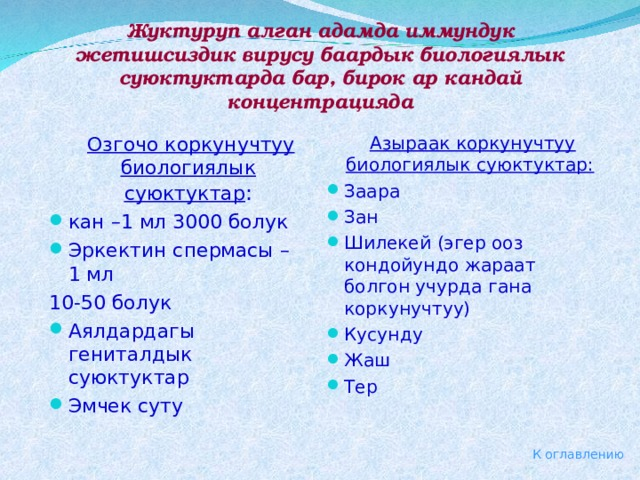 Жуктуруп алган адамда иммундук
жетишсиздик вирусу баардык биологиялык
суюктуктарда бар, бирок ар кандай
концентрацияда
Озгочо коркунучтуу
биологиялык
суюктуктар:
кан –1 мл 3000 болук
Эркектин спермасы –
1 мл
10-50 болук
Аялдардагы
гениталдык
суюктуктар
Эмчек суту
Азыраак коркунучтуу
биологиялык суюктуктар:
Заара
Зан
Шилекей (эгер ооз
кондойундо жараат
болгон учурда гана
коркунучтуу)
Кусунду
Жаш
Тер
К оглавлению